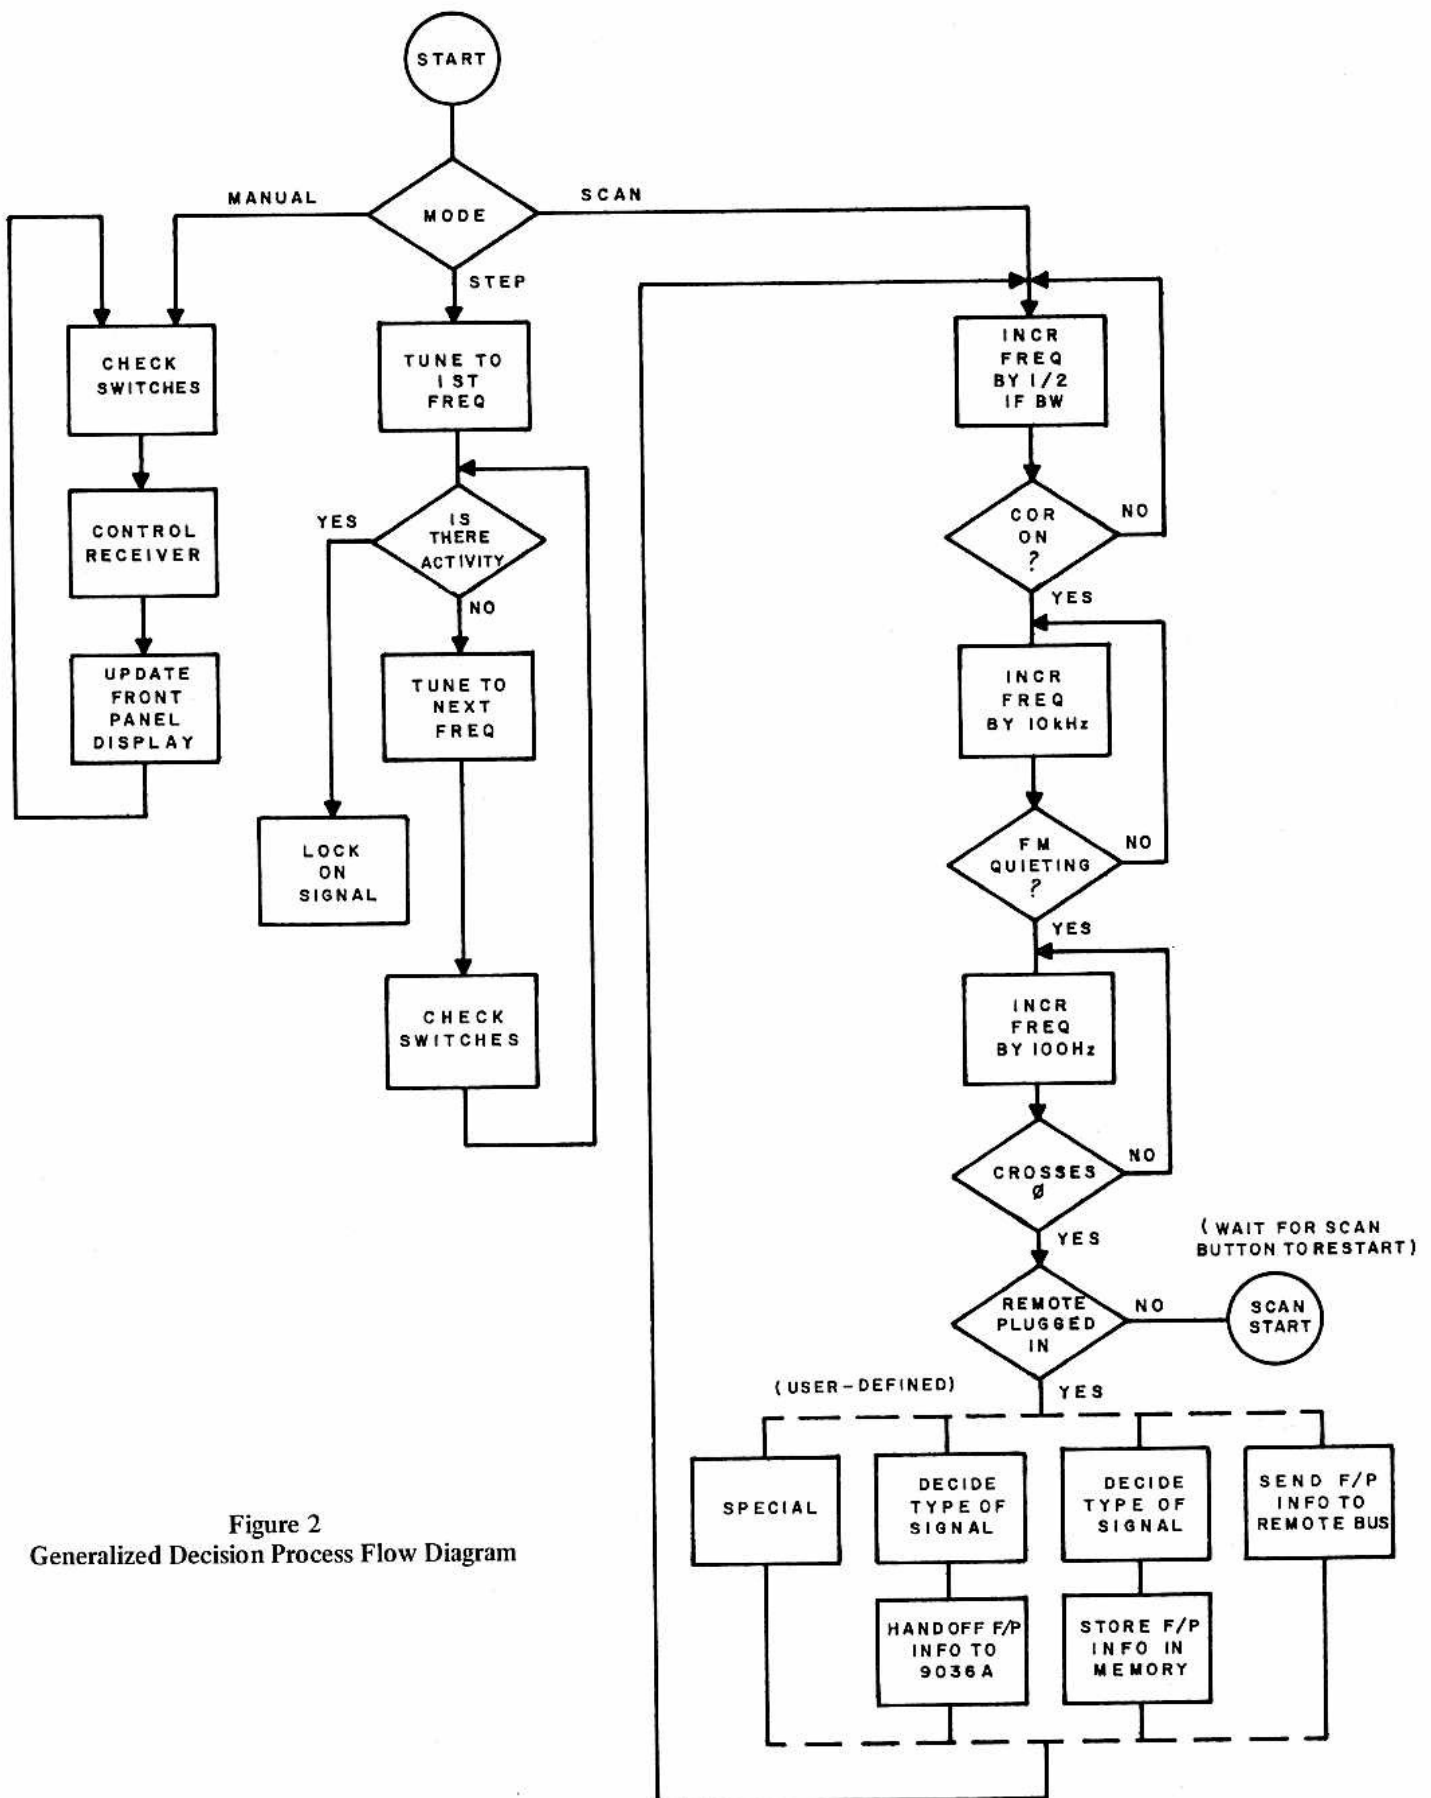 START
MODE
MANUAL
SCAN
STEP
CHECK
SWITCHES
CONTROL
RECEIVER
UPDATE
FRONT
PANEL
DISPLAY
TUNE TO
1ST
FREQ
IS
THERE
ACTIVITY
YES
NO
LOCK
ON
SIGNAL
TUNE TO
NEXT
FREQ
CHECK
SWITCHES
INCR
FREQ
BY 1/2
IF BW
COR
ON
?
NO
YES
INCR
FREQ
BY 10kHz
FM
QUIETING
?
NO
YES
INCR
FREQ
BY 100Hz
CROSSES
Ø
NO
YES
REMOTE
PLUGGED
IN
NO
(WAIT FOR SCAN
BUTTON TO RESTART)
SCAN
START
YES
(USER-DEFINED)
SPECIAL
DECIDE
TYPE OF
SIGNAL
HANDOFF F/P
INFO TO
9036A
DECIDE
TYPE OF
SIGNAL
STORE F/P
INFO IN
MEMORY
SEND F/P
INFO TO
REMOTE BUS
Figure 2
Generalized Decision Process Flow Diagram